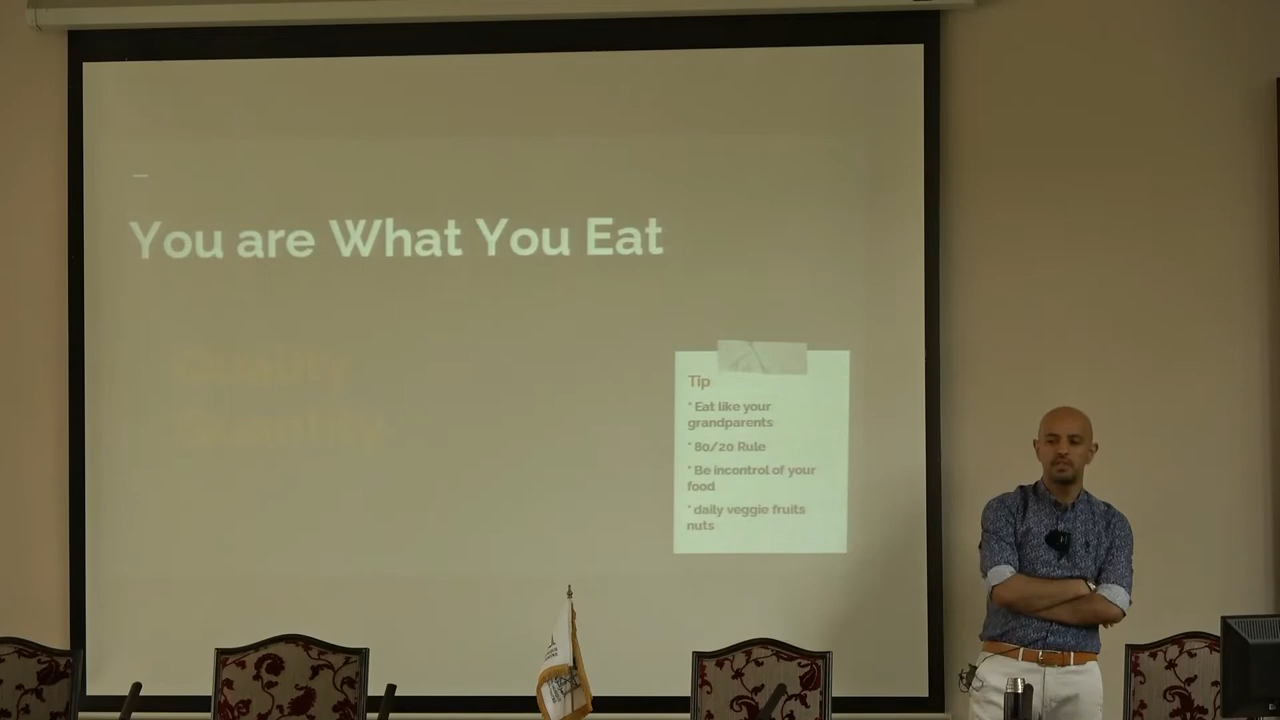 You are What You Eat
Tip
* Eat like your
grandparents
* 80/20 Rule
* Be incontrol of your
food
* daily veggie fruits
nuts